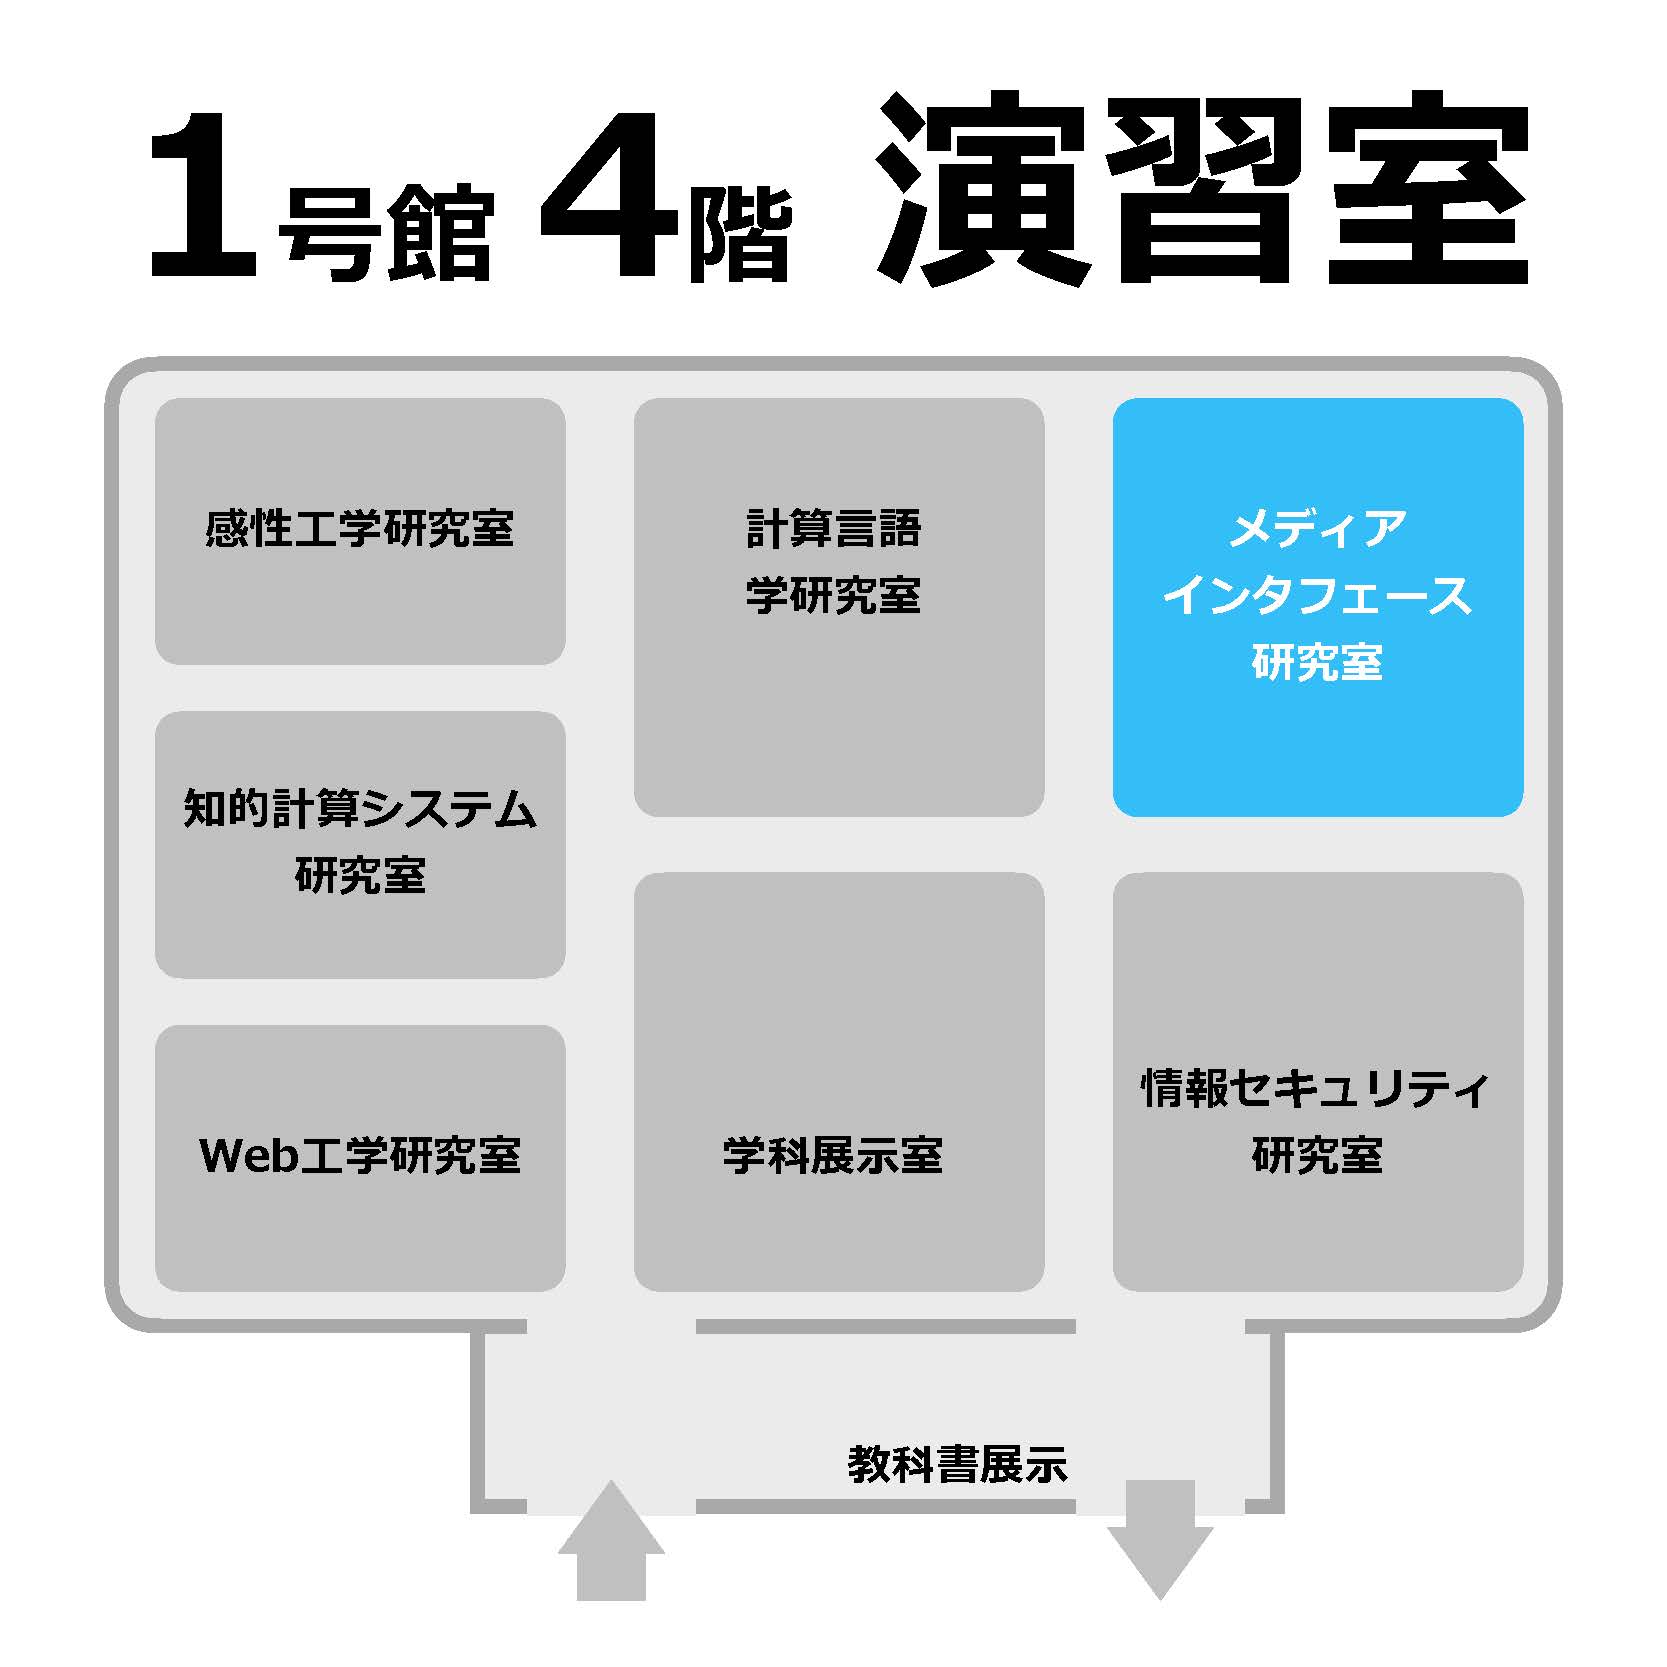 1号館 4階 演習室
感性工学研究室
計算言語
学研究室
メディア
インタフェース
研究室
知的計算システム
研究室
Web工学研究室
学科展示室
情報セキュリティ
研究室
教科書展示